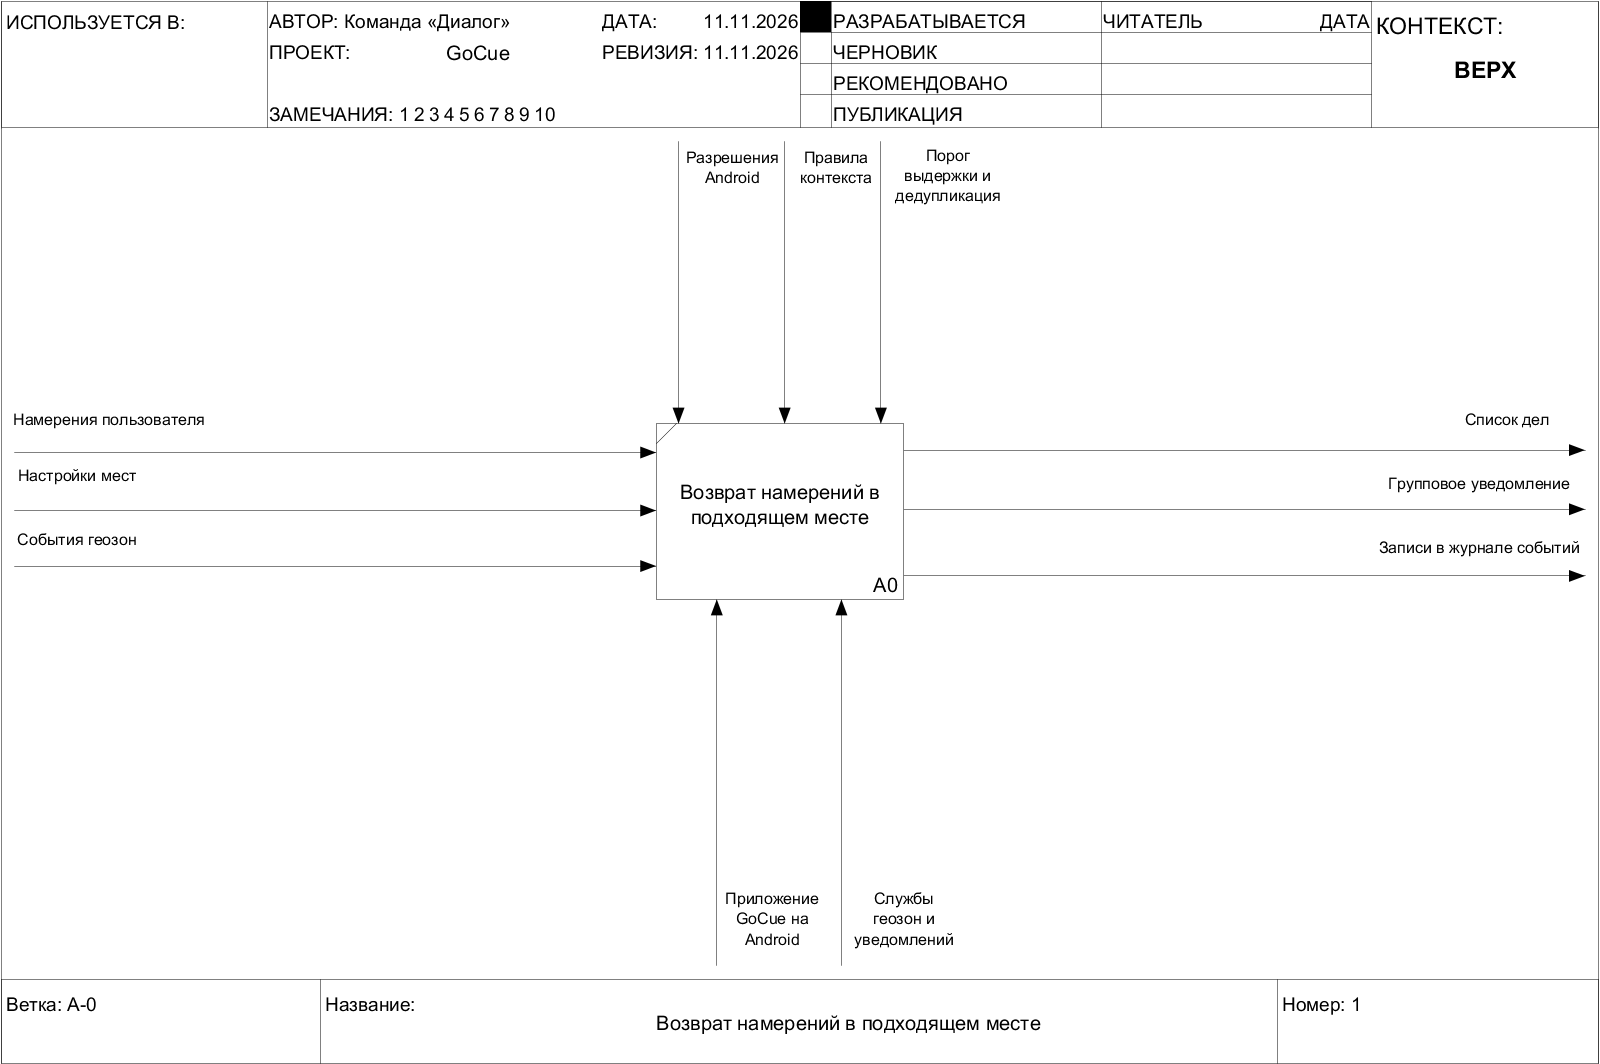 ИСПОЛЬЗУЕТСЯ В:
АВТОР: Команда «Диалог»
ДАТА: 11.11.2026
ПРОЕКТ: GoCue
РЕВИЗИЯ: 11.11.2026
ЗАМЕЧАНИЯ: 1 2 3 4 5 6 7 8 9 10
РАЗРАБАТЫВАЕТСЯ
ЧЕРНОВИК
РЕКОМЕНДОВАНО
ПУБЛИКАЦИЯ
ЧИТАТЕЛЬ
ДАТА
КОНТЕКСТ:
ВЕРХ
Разрешения
Android
Правила
контекста
Порог
выдержки и
дедупликация
Намерения пользователя
Настройки мест
События геозон
Возврат намерений в
подходящем месте
A0
Список дел
Групповое уведомление
Записи в журнале событий
Приложение
GoCue на
Android
Службы
геозон и
уведомлений
Ветка: A-0
Название:
Возврат намерений в подходящем месте
Номер: 1